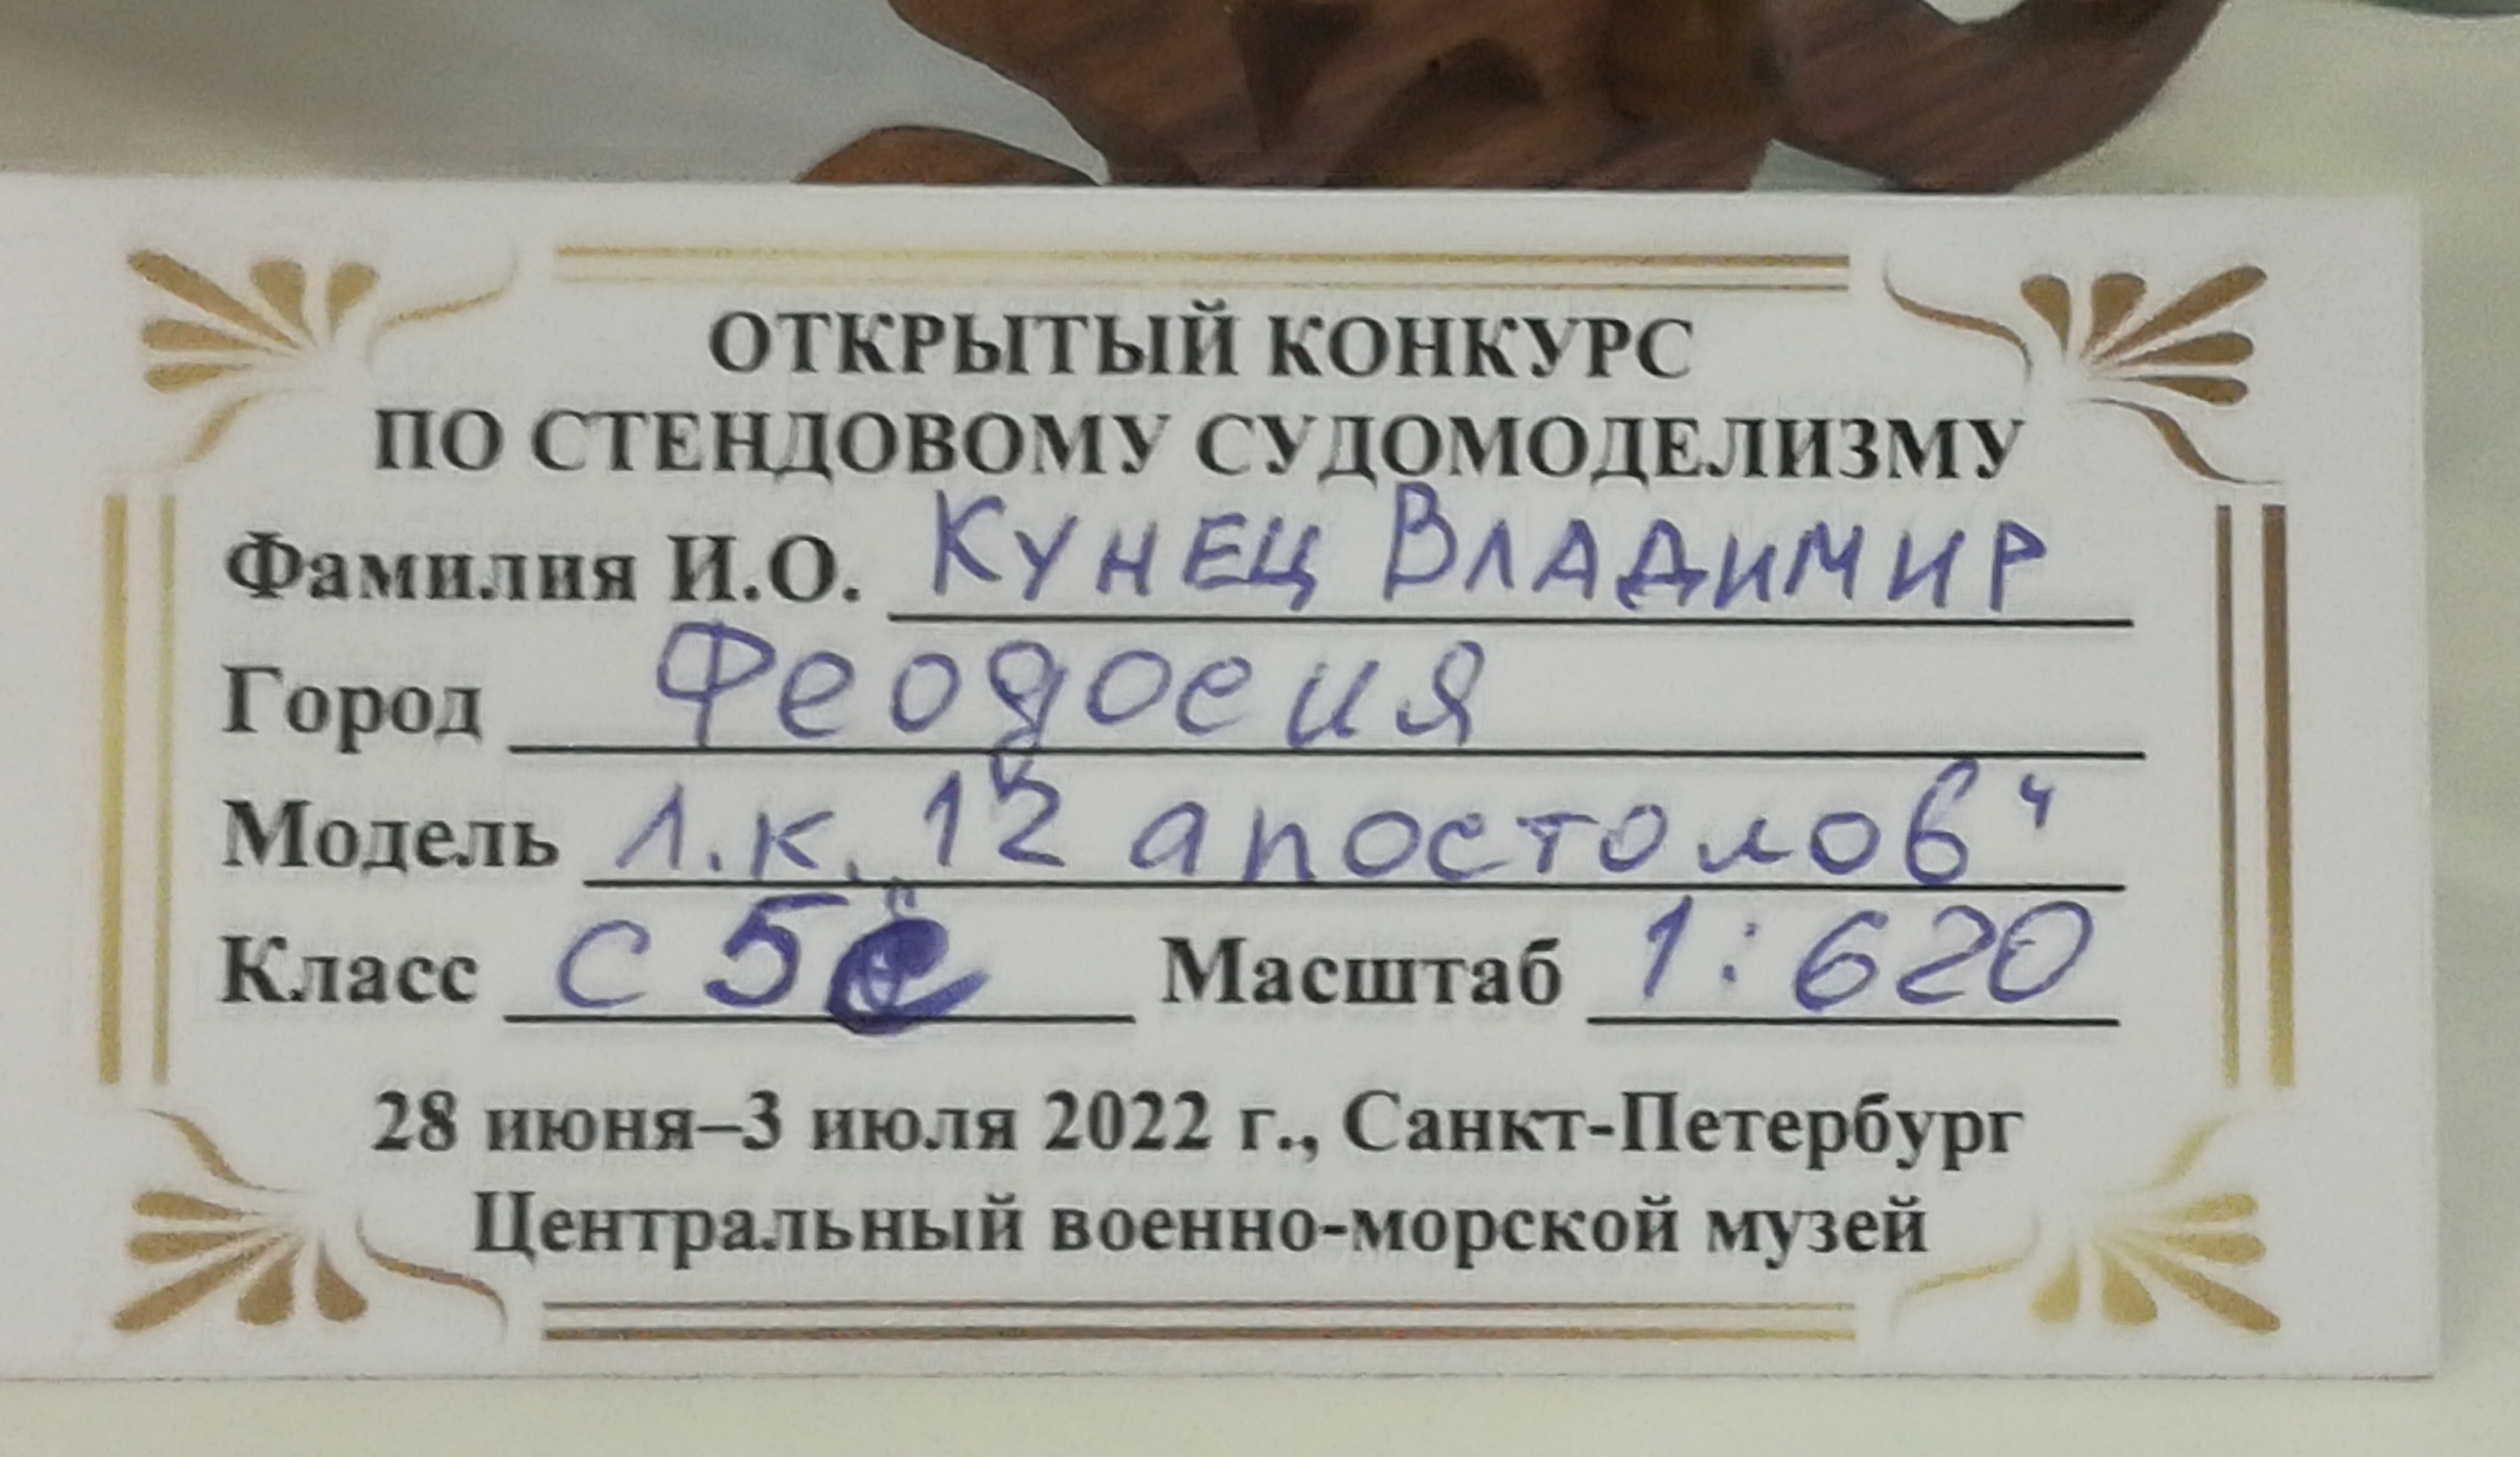 ОТКРЫТЫЙ КОНКУРС
ПО СТЕНДОВОМУ СУДОМОДЕЛИЗМУ
Фамилия И.О. Кунец Владимир
Город Феодосия
Модель л.к. "12 апостолов"
Класс С 5 Масштаб 1:620
28 июня–3 июля 2022 г., Санкт-Петербург
Центральный военно-морской музей